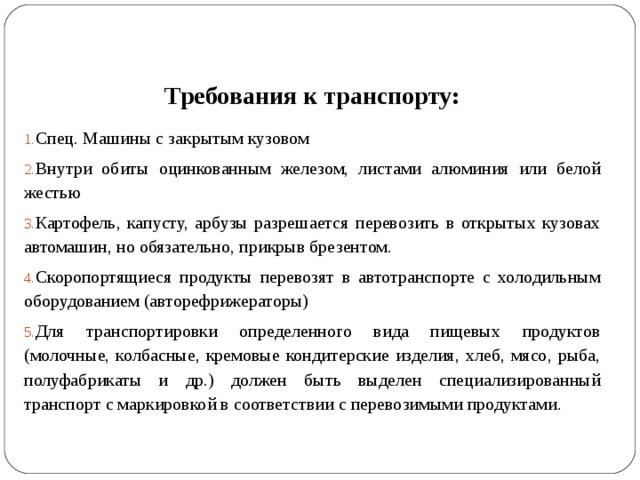 Требования к транспорту:
1.Спец. Машины с закрытым кузовом
2.Внутри обиты оцинкованным железом, листами алюминия или белой
жестью
3.Картофель, капусту, арбузы разрешается перевозить в открытых кузовах
автомашин, но обязательно, прикрыв брезентом.
4.Скоропортящиеся продукты перевозят в автотранспорте с холодильным
оборудованием (авторефрижераторы)
5.Для транспортировки определенного вида пищевых продуктов
(молочные, колбасные, кремовые кондитерские изделия, хлеб, мясо, рыба,
полуфабрикаты и др.) должен быть выделен специализированный
транспорт с маркировкой в соответствии с перевозимыми продуктами.